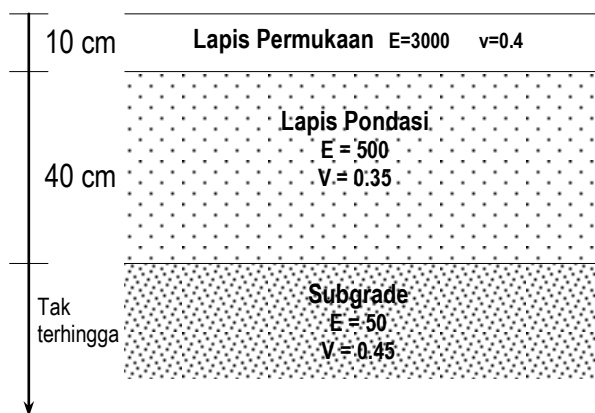 10 cm
Lapis Permukaan E=3000 v=0.4
Lapis Pondasi
E = 500
V = 0.35
40 cm
Subgrade
E = 50
V = 0.45
Tak
terhingga